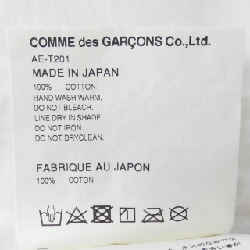 COMME des GARÇONS Co.,Ltd.
AE-T201
MADE IN JAPAN
100% COTTON
HAND WASH WARM.
DO NOT BLEACH.
LINE DRY IN SHADE
DO NOT IRON
DO NOT DRYCLEAN.
FABRIQUE AU JAPON
100% COTON